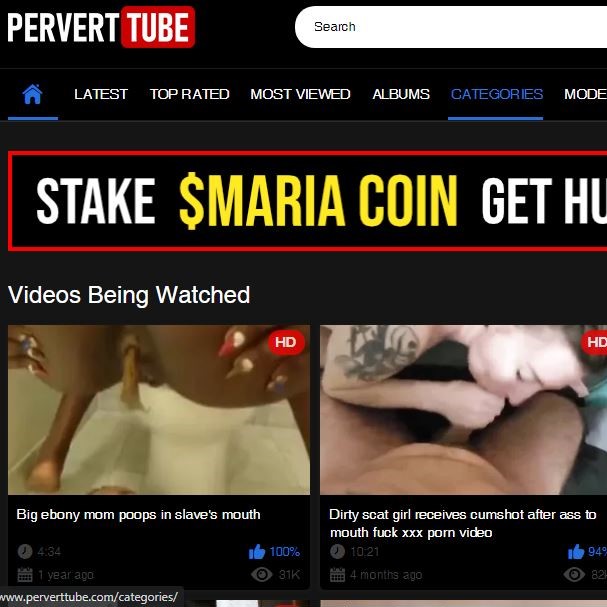 PERVERT TUBE
Search
LATEST TOP RATED MOST VIEWED ALBUMS CATEGORIES MODE
STAKE $MARIA COIN GET HU
Videos Being Watched
HD
HD
Big ebony mom poops in slave's mouth
4:34
100%
1 year ago
31K
Dirty scat girl receives cumshot after ass to
mouth fuck xxx porn video
10:21
94%
4 months ago
82
www.perverttube.com/categories/